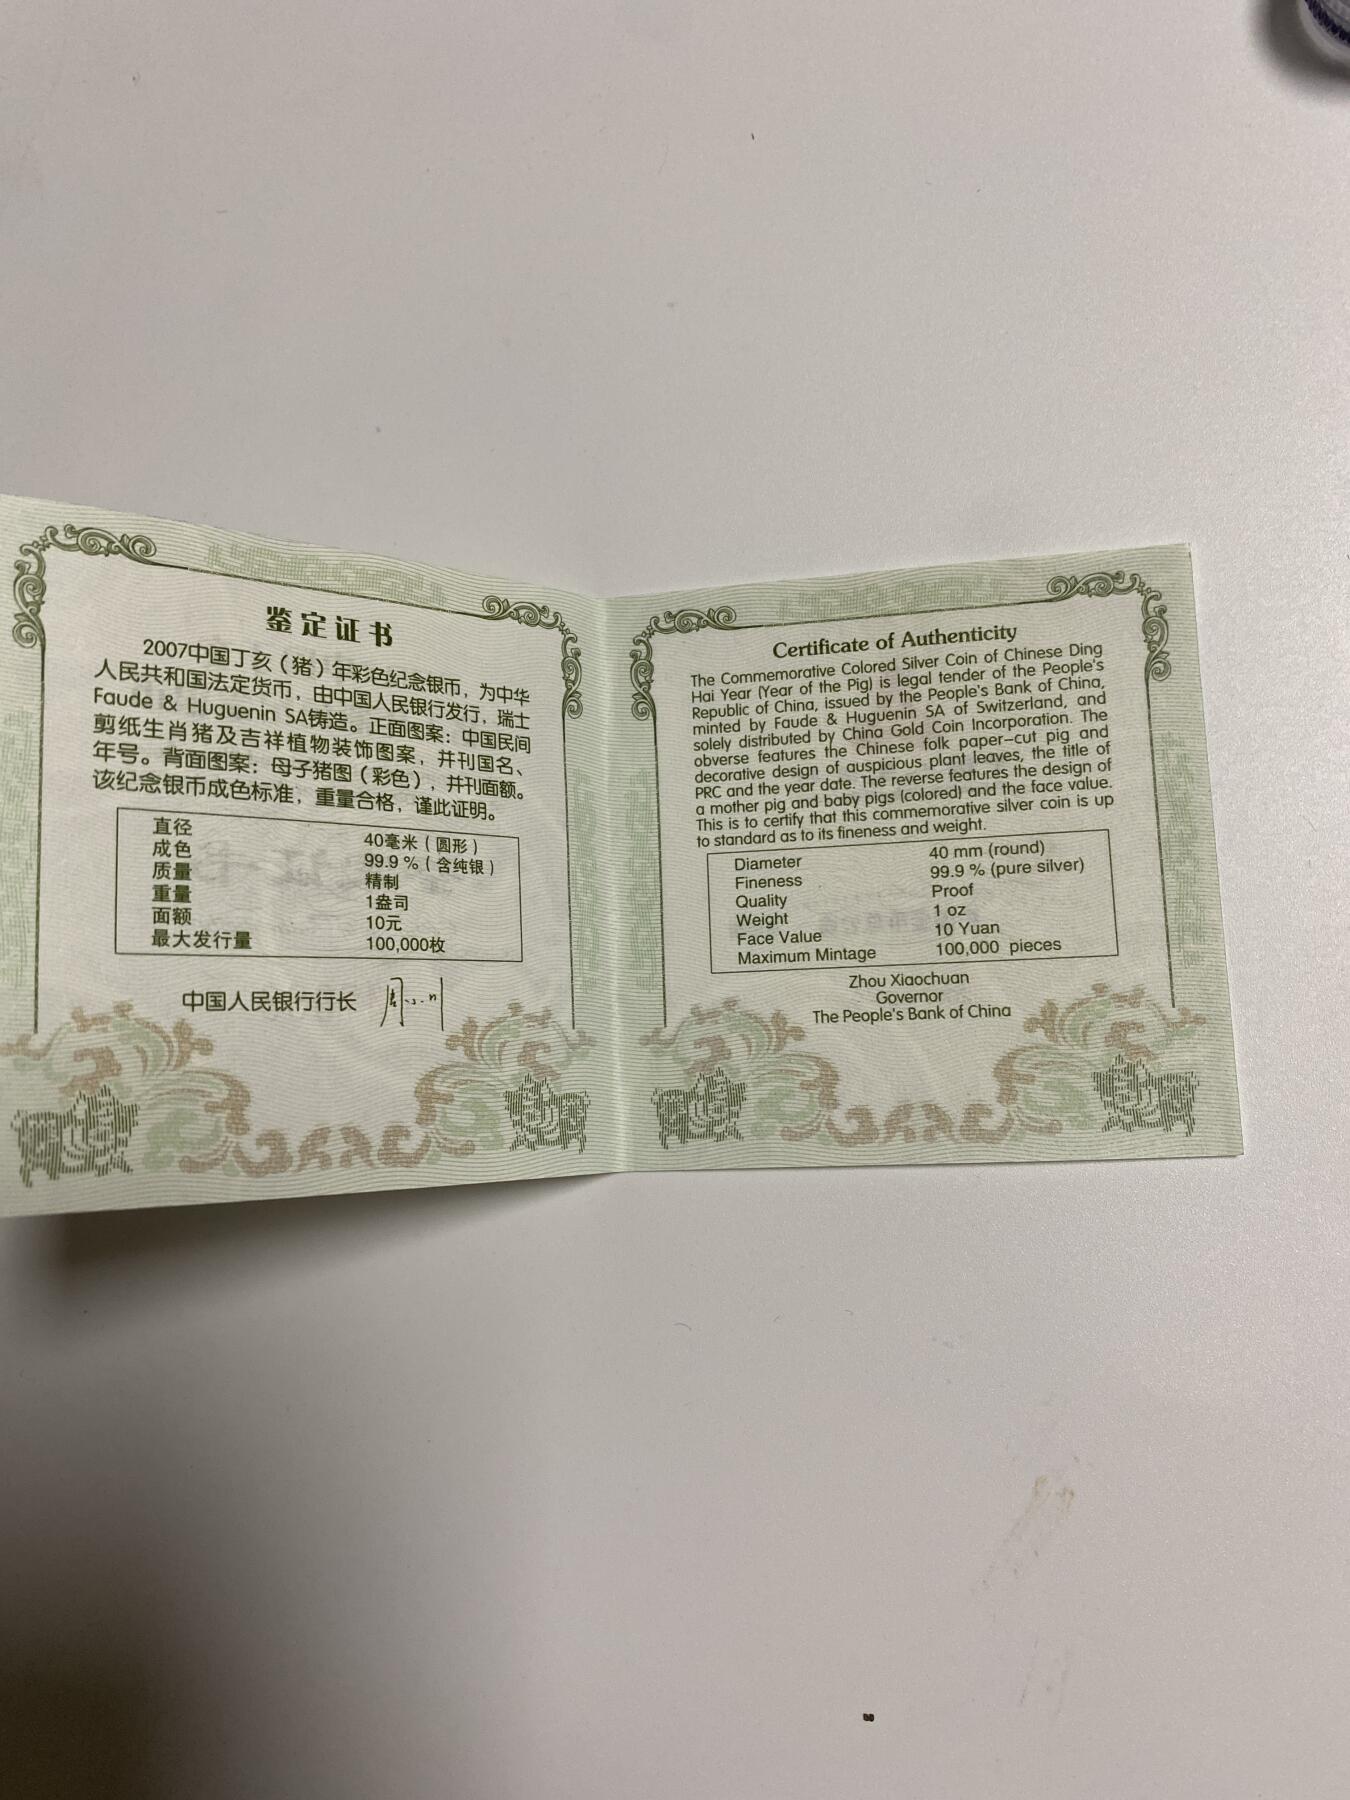 鉴定证书
2007中国丁亥（猪）年彩色纪念银币，为中华
人民共和国法定货币，由中国人民银行发行，瑞士
Faude & Huguenin SA铸造。正面图案：中国民间
剪纸生肖猪及吉祥植物装饰图案，并刊国名、
年号。背面图案：母子猪图（彩色），并刊面额。
该纪念银币成色标准，重量合格，谨此证明。
直径 40毫米（圆形）
成色 99.9 %（含纯银）
质量 精制
重量 1盎司
面额 10元
最大发行量 100,000枚
中国人民银行行长 周小川
Certificate of Authenticity
The Commemorative Colored Silver Coin of Chinese Ding
Hai Year (Year of the Pig) is legal tender of the People's
Republic of China, issued by the People's Bank of China,
minted by Faude & Huguenin SA of Switzerland, and
solely distributed by China Gold Coin Incorporation. The
obverse features the Chinese folk paper-cut pig and
decorative design of auspicious plant leaves, the title of
PRC and the year date. The reverse features the design of
a mother pig and baby pigs (colored) and the face value.
This is to certify that this commemorative silver coin is up
to standard as to its fineness and weight.
Diameter 40 mm (round)
Fineness 99.9 % (pure silver)
Quality Proof
Weight 1 oz
Face Value 10 Yuan
Maximum Mintage 100,000 pieces
Zhou Xiaochuan
Governor
The People's Bank of China